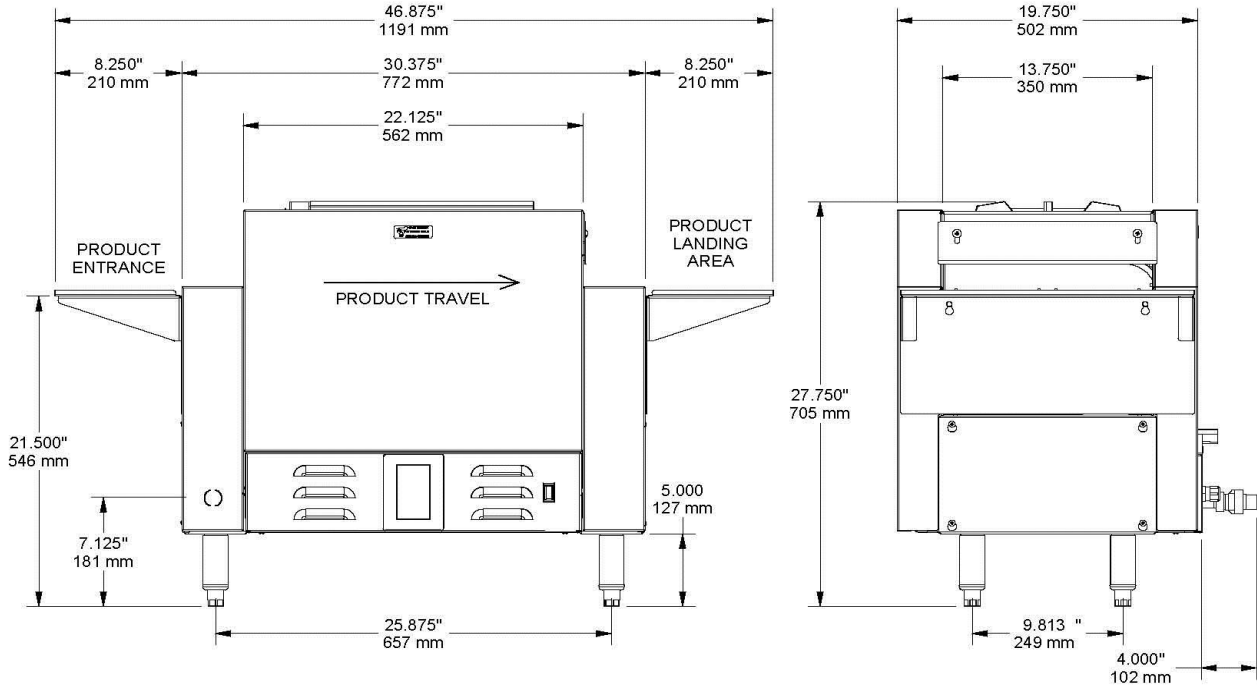 46.875"
1191 mm
8.250"
210 mm
30.375"
772 mm
8.250"
210 mm
22.125"
562 mm
PRODUCT
ENTRANCE
PRODUCT
LANDING
AREA
PRODUCT TRAVEL
21.500"
546 mm
7.125"
181 mm
5.000
127 mm
25.875"
657 mm
19.750"
502 mm
13.750"
350 mm
27.750"
705 mm
9.813 "
249 mm
4.000"
102 mm